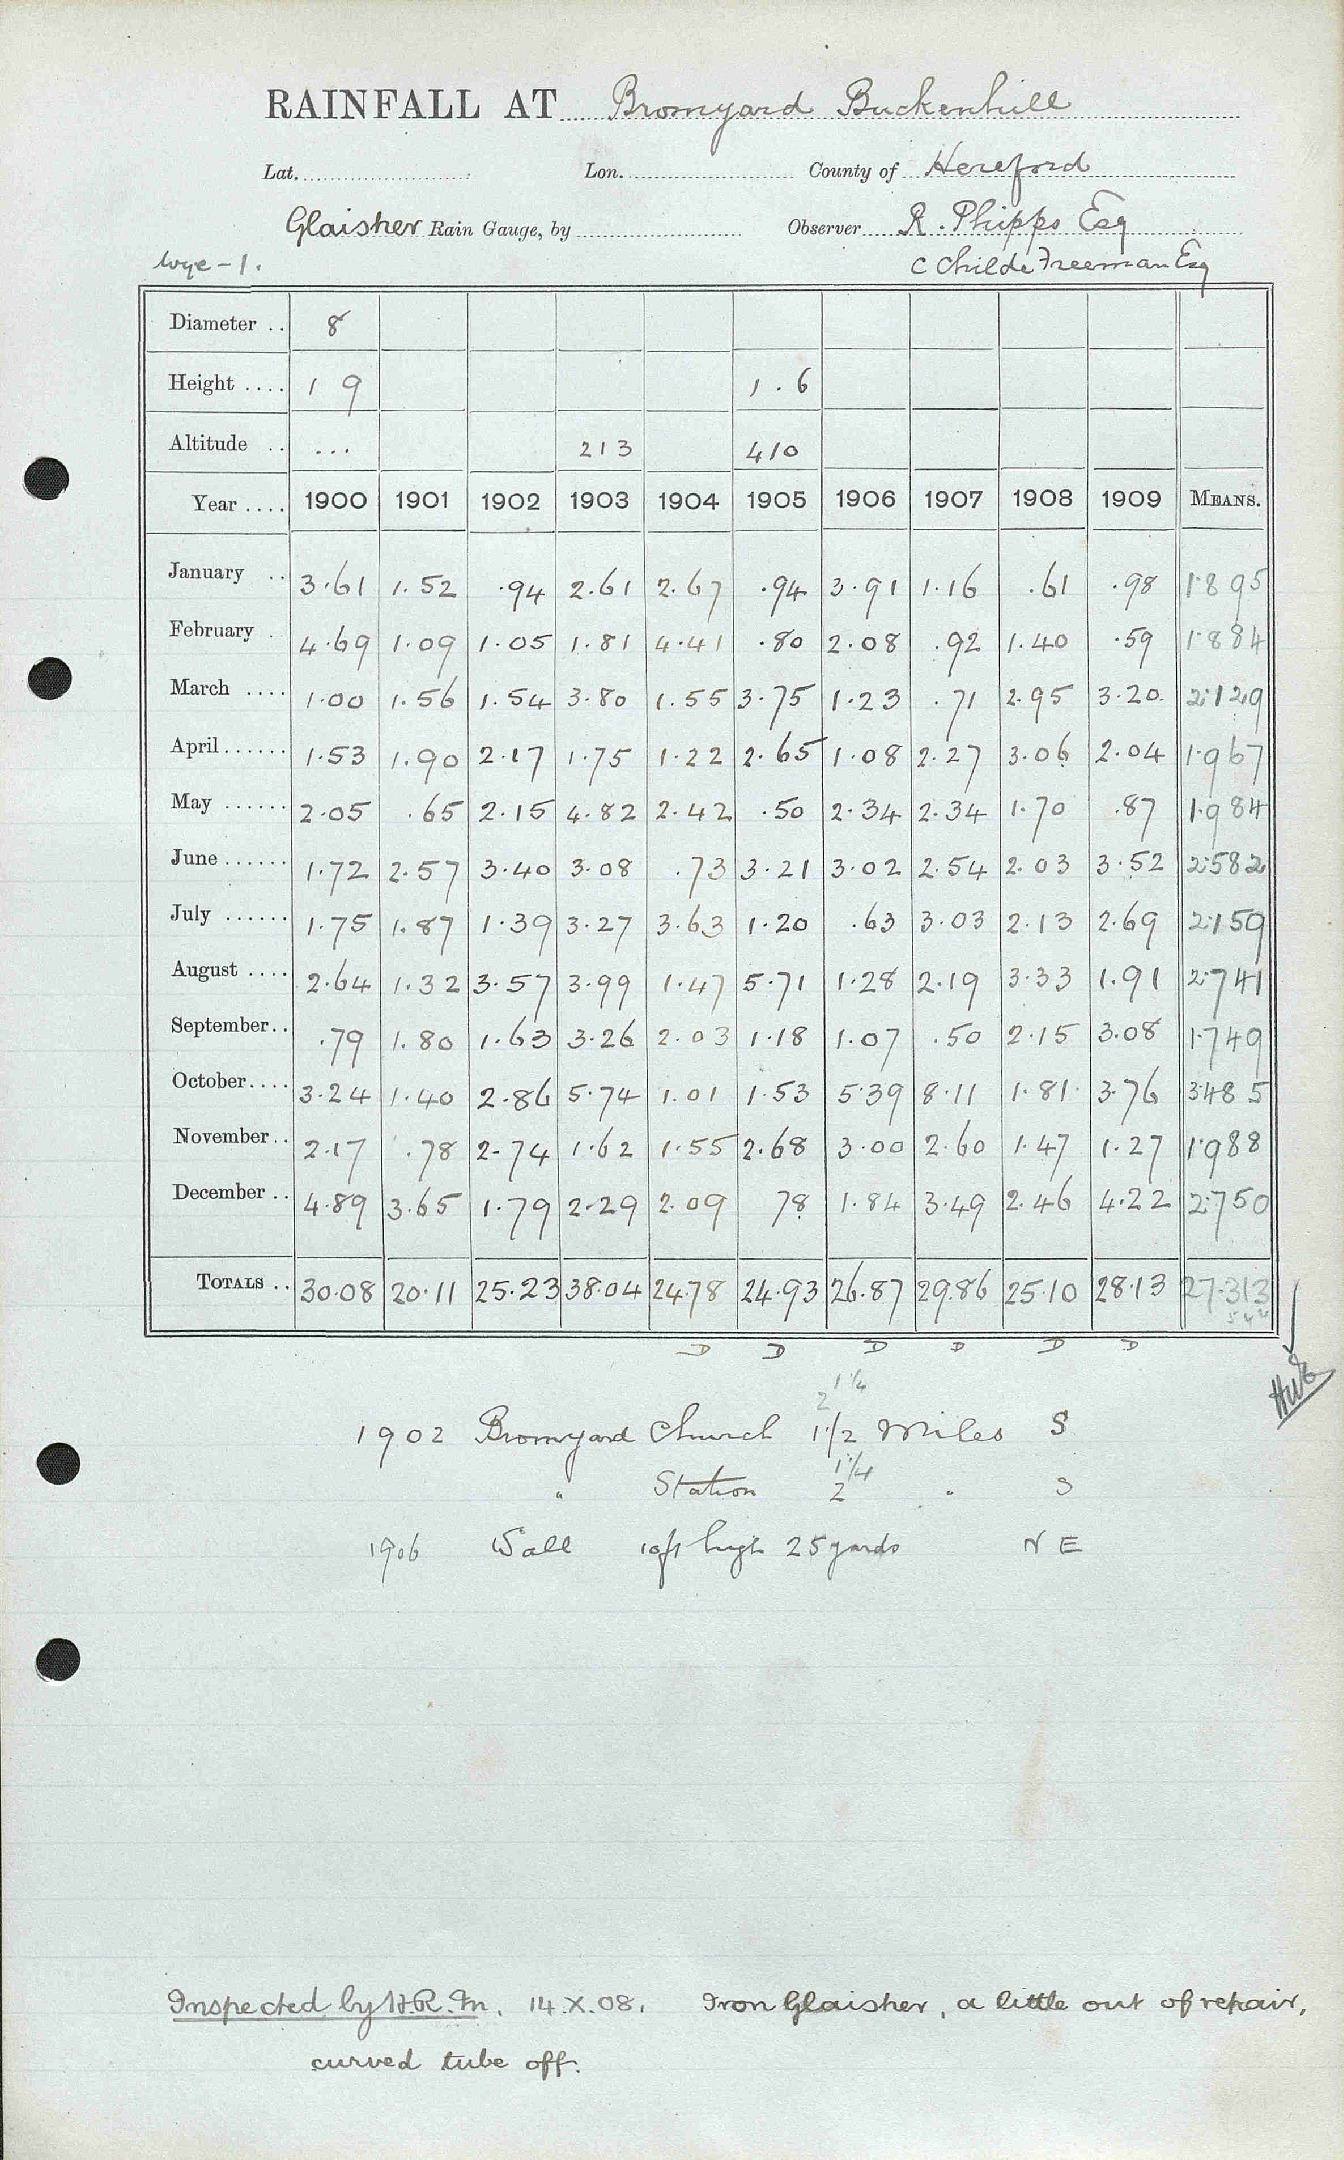 RAINFALL AT Bromyard Buckenhill
Lat. Lon. County of Hereford
Glaisher Rain Gauge, by Observer R. Phipps Esq
Wye - 1. C Childe Freeman Esq
Diameter .. 8
Height .... 1 9 1.6
Altitude .. ... 213 410
Year .... 1900 1901 1902 1903 1904 1905 1906 1907 1908 1909 MEANS.
January .. 3.61 1.52 .94 2.61 2.67 .94 3.91 1.16 .61 .98 1.895
February . 4.69 1.09 1.05 1.81 4.41 .80 2.08 .92 1.40 .59 1.884
March .... 1.00 1.56 1.54 3.80 1.55 3.75 1.23 .71 2.95 3.20 2.129
April ...... 1.53 1.90 2.17 1.75 1.22 2.65 1.08 2.27 3.06 2.04 1.967
May ...... 2.05 .65 2.15 4.82 2.42 .50 2.34 2.34 1.70 .87 1.984
June ...... 1.72 2.57 3.40 3.08 .73 3.21 3.02 2.54 2.03 3.52 2.582
July ...... 1.75 1.87 1.39 3.27 3.63 1.20 .63 3.03 2.13 2.69 2.159
August .... 2.64 1.32 3.57 3.99 1.47 5.71 1.28 2.19 3.33 1.91 2.741
September .. .79 1.80 1.63 3.26 2.03 1.18 1.07 .50 2.15 3.08 1.749
October .... 3.24 1.40 2.86 5.74 1.01 1.53 5.39 8.11 1.81 3.76 3.485
November .. 2.17 .78 2.74 1.62 1.55 2.68 3.00 2.60 1.47 1.27 1.988
December .. 4.89 3.65 1.79 2.29 2.09 78 1.84 3.49 2.46 4.22 2.750
TOTALS .. 30.08 20.11 25.23 38.04 24.78 24.93 26.87 29.86 25.10 28.13 27.313
D D D D D D
2 1 1/4
1902 Bromyard Church 1 1/2 Miles S
1 1/4
" Station 2 " S
1906 Wall 10ft high 25 yards N E
Inspected by H.R.M. 14.X.08. Iron Glaisher, a little out of repair,
curved tube off.